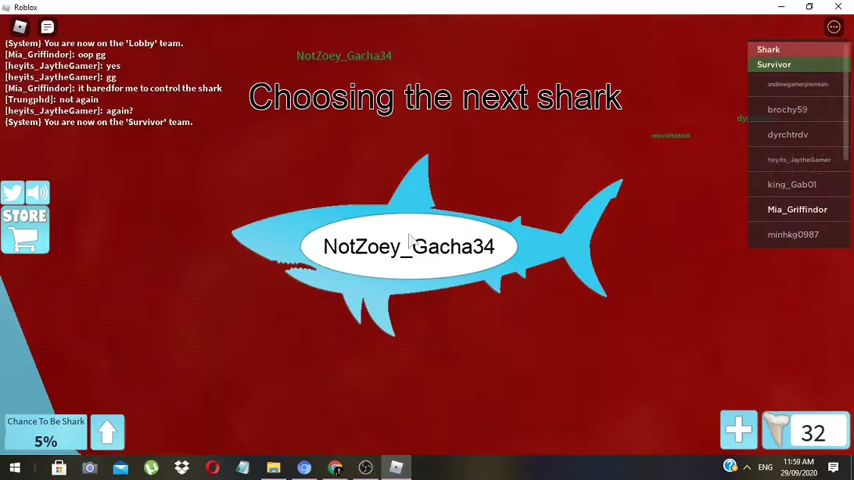 Roblox
{System} You are now on the 'Lobby' team.
[Mia_Griffindor]: oop gg
[heyits_JaytheGamer]: yes
[heyits_JaytheGamer]: gg
[Mia_Griffindor]: it haredfor me to control the shark
[Trungphd]: not again
[heyits_JaytheGamer]: again?
{System} You are now on the 'Survivor' team.
NotZoey_Gacha34
Choosing the next shark
NotZoey_Gacha34
Shark
Survivor
andrewgamerpremium
brochy59
dyrchtrdv
heyits_JaytheGamer
king_Gab01
Mia_Griffindor
minhkg0987
STORE
Chance To Be Shark
5%
32
ENG
11:59 AM
29/09/2020